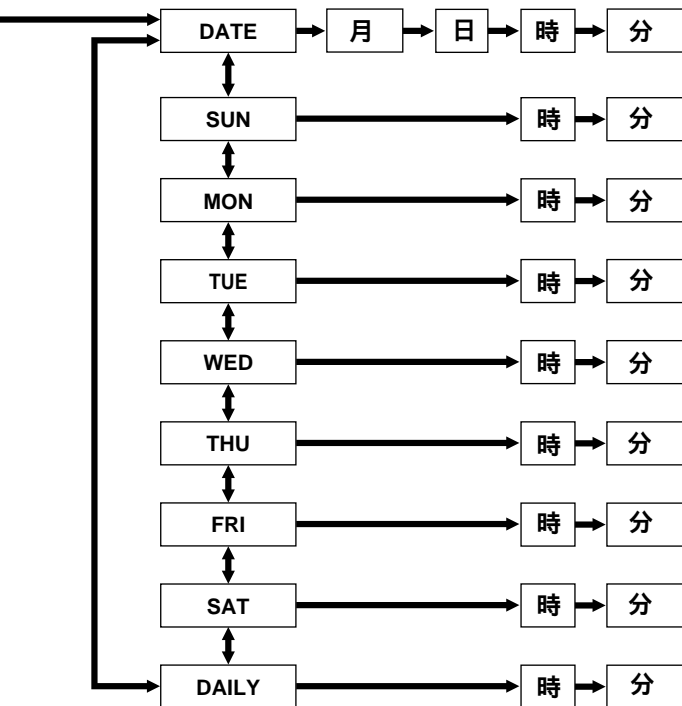 DATE 月 日 時 分
SUN 時 分
MON 時 分
TUE 時 分
WED 時 分
THU 時 分
FRI 時 分
SAT 時 分
DAILY 時 分